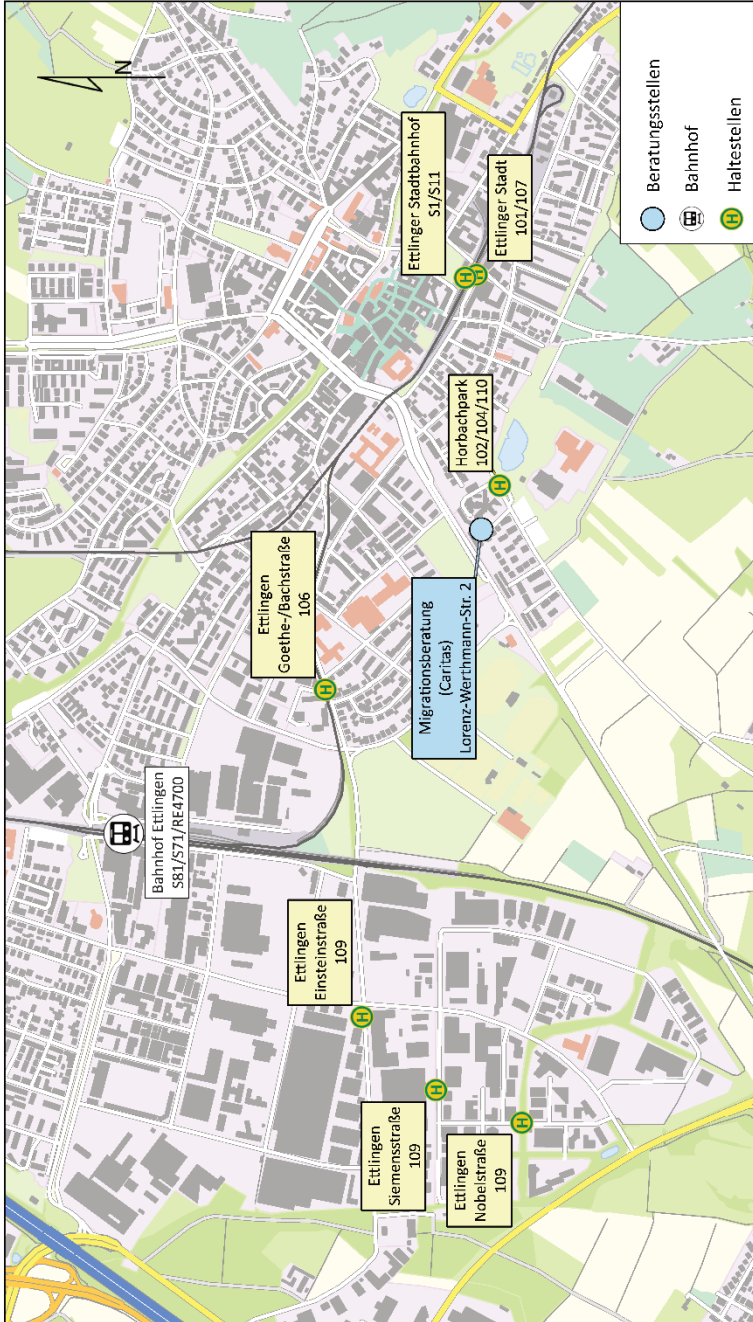 N
Bahnhof Ettlingen
S81/S71/RE4700
Ettlingen
Goethe-/Bachstraße
106
Ettlinger Stadtbahnhof
S1/S11
Ettlinger Stadt
101/107
Horbachpark
102/104/110
Migrationsberatung
(Caritas)
Lorenz-Werthmann-Str. 2
Ettlingen
Einsteinstraße
109
Ettlingen
Siemensstraße
109
Ettlingen
Nobelstraße
109
H
H
H
H
H
H
H
Beratungsstellen
Bahnhof
H
Haltestellen